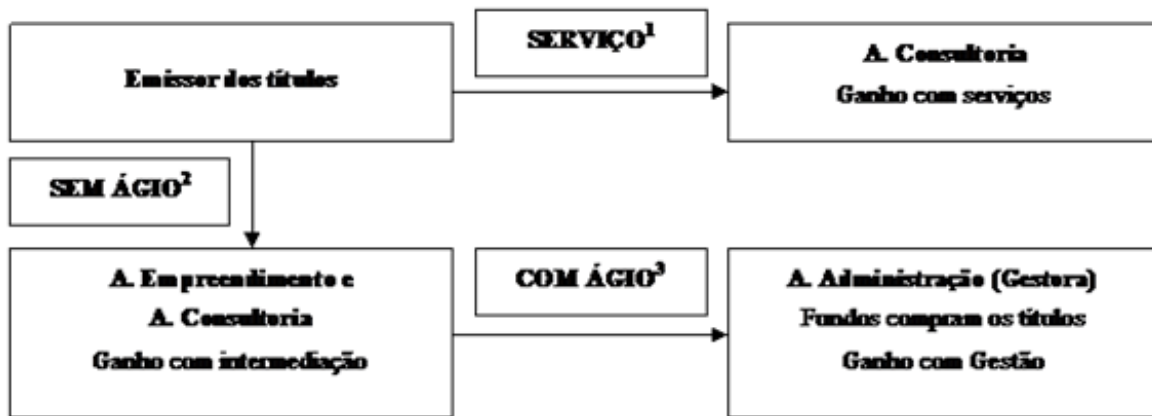 SERVIÇO¹
Emissor dos títulos
A. Consultoria
Ganho com serviços
SEM ÁGIO²
A. Empreendimento e
A. Consultoria
Ganho com intermediação
COM ÁGIO³
A. Administração (Gestora)
Fundos compram os títulos
Ganho com Gestão